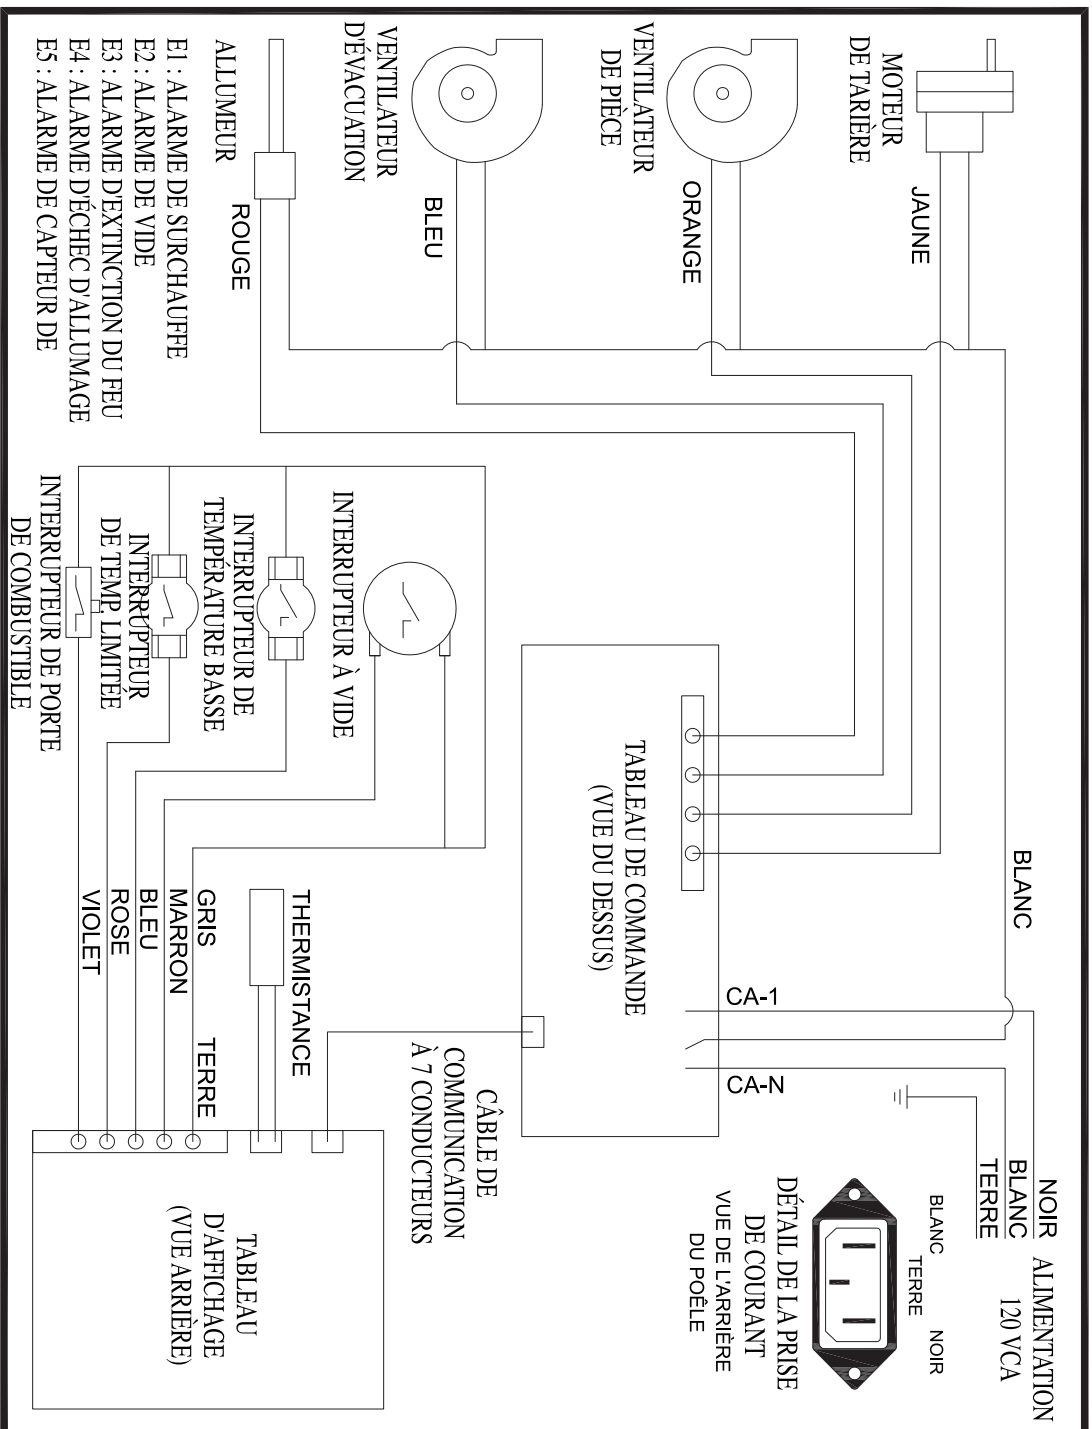 MOTEUR
DE TARIÈRE
JAUNE
VENTILATEUR
DE PIÈCE
ORANGE
VENTILATEUR
D'ÉVACUATION
BLEU
ALLUMEUR
ROUGE
E1 : ALARME DE SURCHAUFFE
E2 : ALARME DE VIDE
E3 : ALARME D'EXTINCTION DU FEU
E4 : ALARME D'ÉCHEC D'ALLUMAGE
E5 : ALARME DE CAPTEUR DE
BLANC
TABLEAU DE COMMANDE
(VUE DU DESSUS)
CA-1
CA-N
INTERRUPTEUR À VIDE
INTERRUPTEUR DE
TEMPÉRATURE BASSE
INTERRUPTEUR
DE TEMP. LIMITÉE
INTERRUPTEUR DE PORTE
DE COMBUSTIBLE
NOIR
BLANC
TERRE
ALIMENTATION
120 VCA
BLANC
TERRE
NOIR
DÉTAIL DE LA PRISE
DE COURANT
VUE DE L'ARRIÈRE
DU POÊLE
CÂBLE DE
COMMUNICATION
À 7 CONDUCTEURS
THERMISTANCE
TERRE
GRIS
MARRON
BLEU
ROSE
VIOLET
TABLEAU
D'AFFICHAGE
(VUE ARRIÈRE)